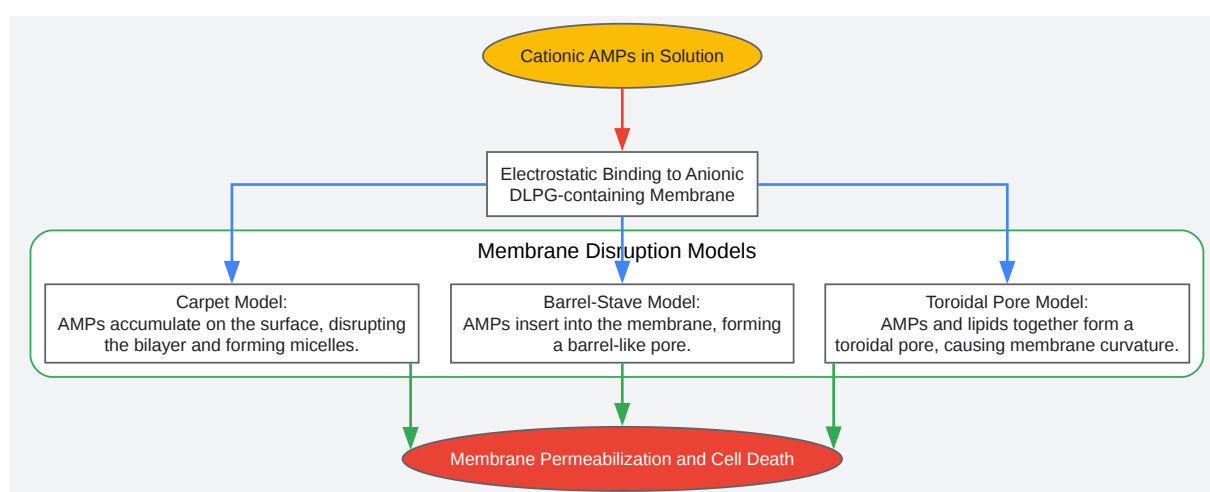 Cationic AMPs in Solution
Electrostatic Binding to Anionic
DLPG-containing Membrane
Membrane Disruption Models
Carpet Model:
AMPs accumulate on the surface, disrupting
the bilayer and forming micelles.
Barrel-Stave Model:
AMPs insert into the membrane, forming
a barrel-like pore.
Toroidal Pore Model:
AMPs and lipids together form a
toroidal pore, causing membrane curvature.
Membrane Permeabilization and Cell Death